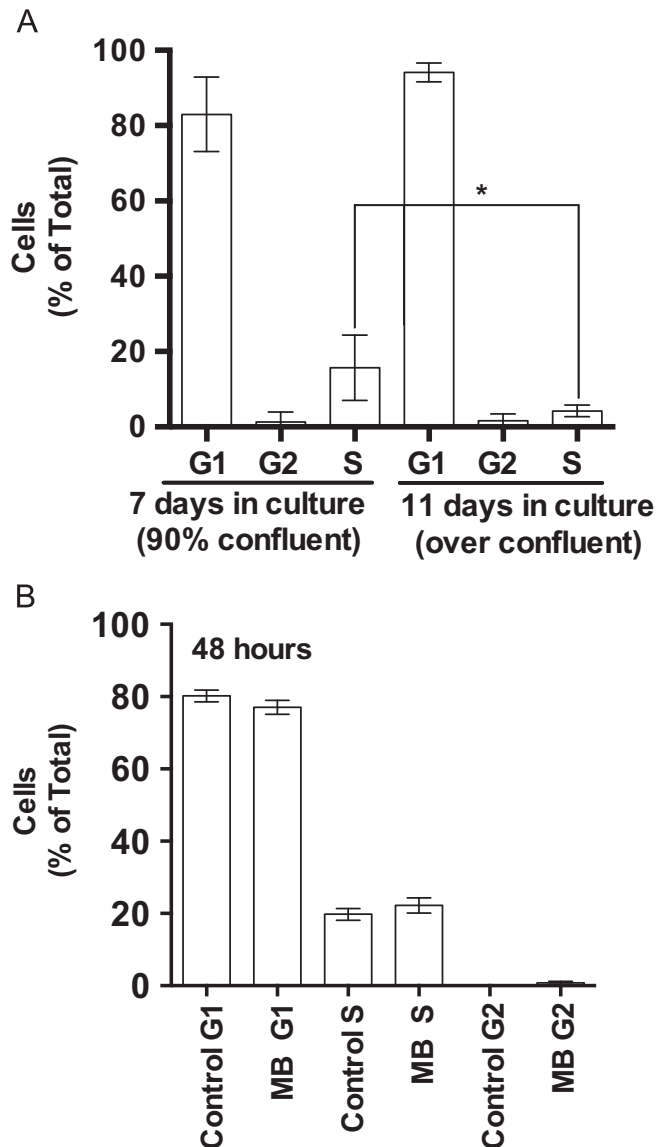 A
Cells
(% of Total)
100
80
60
40
20
0
*
G1 G2 S G1 G2 S
7 days in culture
(90% confluent)
11 days in culture
(over confluent)
B
Cells
(% of Total)
100
80
60
40
20
0
48 hours
Control G1
MB G1
Control S
MB S
Control G2
MB G2